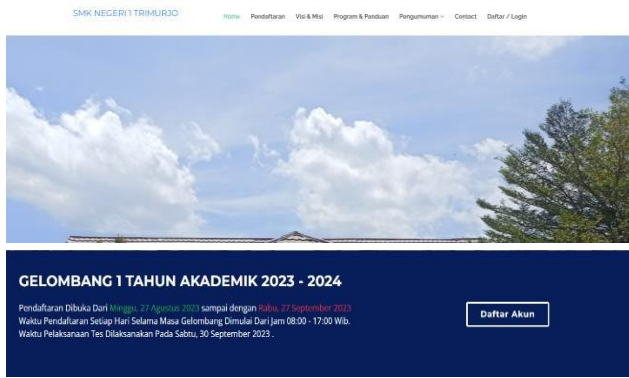 SMK NEGERI 1 TRIMURJO
Home Pendaftaran Visi & Misi Program & Panduan Pengumuman Contact Daftar / Login
GELOMBANG 1 TAHUN AKADEMIK 2023 - 2024
Pendaftaran Dibuka Dari Minggu, 27 Agustus 2023 sampai dengan Rabu, 27 September 2023
Waktu Pendaftaran Setiap Hari Selama Masa Gelombang Dimulai Dari Jam 08:00 - 17:00 Wib.
Waktu Pelaksanaan Tes Dilaksanakan Pada Sabtu, 30 September 2023 .
Daftar Akun